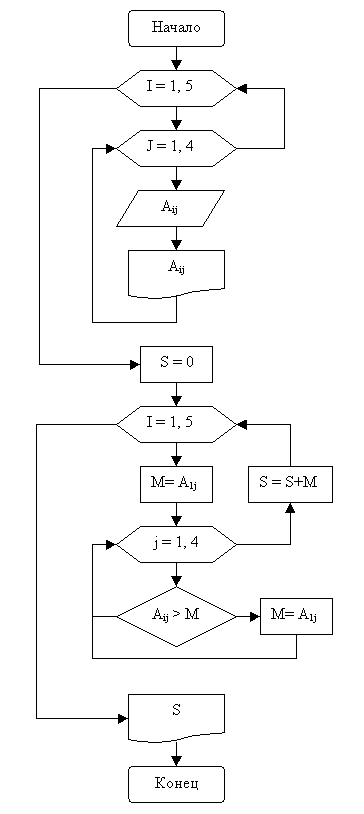 Начало
I = 1, 5
J = 1, 4
Aij
Aij
S = 0
I = 1, 5
M= A1j
S = S+M
j = 1, 4
Aij > M
M= A1j
S
Конец